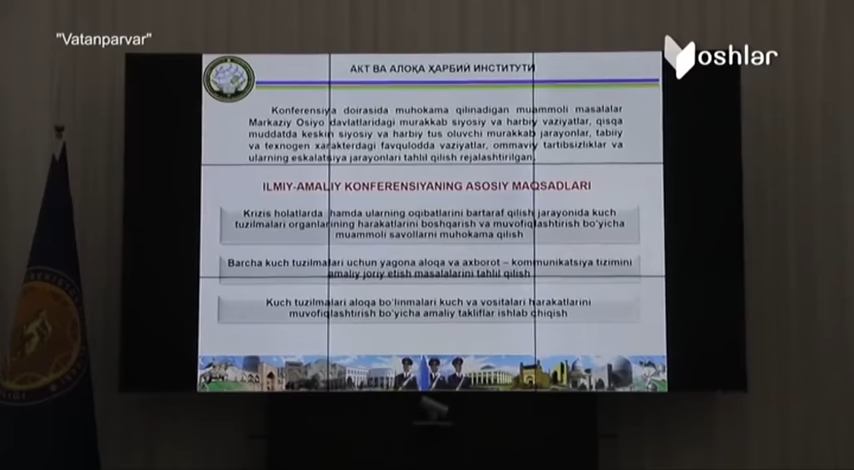 "Vatanparvar"
Yoshlar
АКТ ВА АЛОҚА ҲАРБИЙ ИНСТИТУТИ
Konferensiya doirasida muhokama qilinadigan muammoli masalalar
Markaziy Osiyo davlatlaridagi murakkab siyosiy va harbiy vaziyatlar, qisqa
muddatda keskin siyosiy va harbiy tus oluvchi murakkab jarayonlar, tabiiy
va texnogen xarakterdagi favqulodda vaziyatlar, ommaviy tartibsizliklar va
ularning eskalatsiya jarayonlari tahlil qilish rejalashtirilgan.
ILMIY-AMALIY KONFERENSIYANING ASOSIY MAQSADLARI
Krizis holatlarda hamda ularning oqibatlarini bartaraf qilish jarayonida kuch
tuzilmalari organlarining harakatlarini boshqarish va muvofiqlashtirish bo'yicha
muammoli savollarni muhokama qilish
Barcha kuch tuzilmalari uchun yagona aloqa va axborot – kommunikatsiya tizimini
amaliy joriy etish masalalarini tahlil qilish
Kuch tuzilmalari aloqa bo'linmalari kuch va vositalari harakatlarini
muvofiqlashtirish bo'yicha amaliy takliflar ishlab chiqish